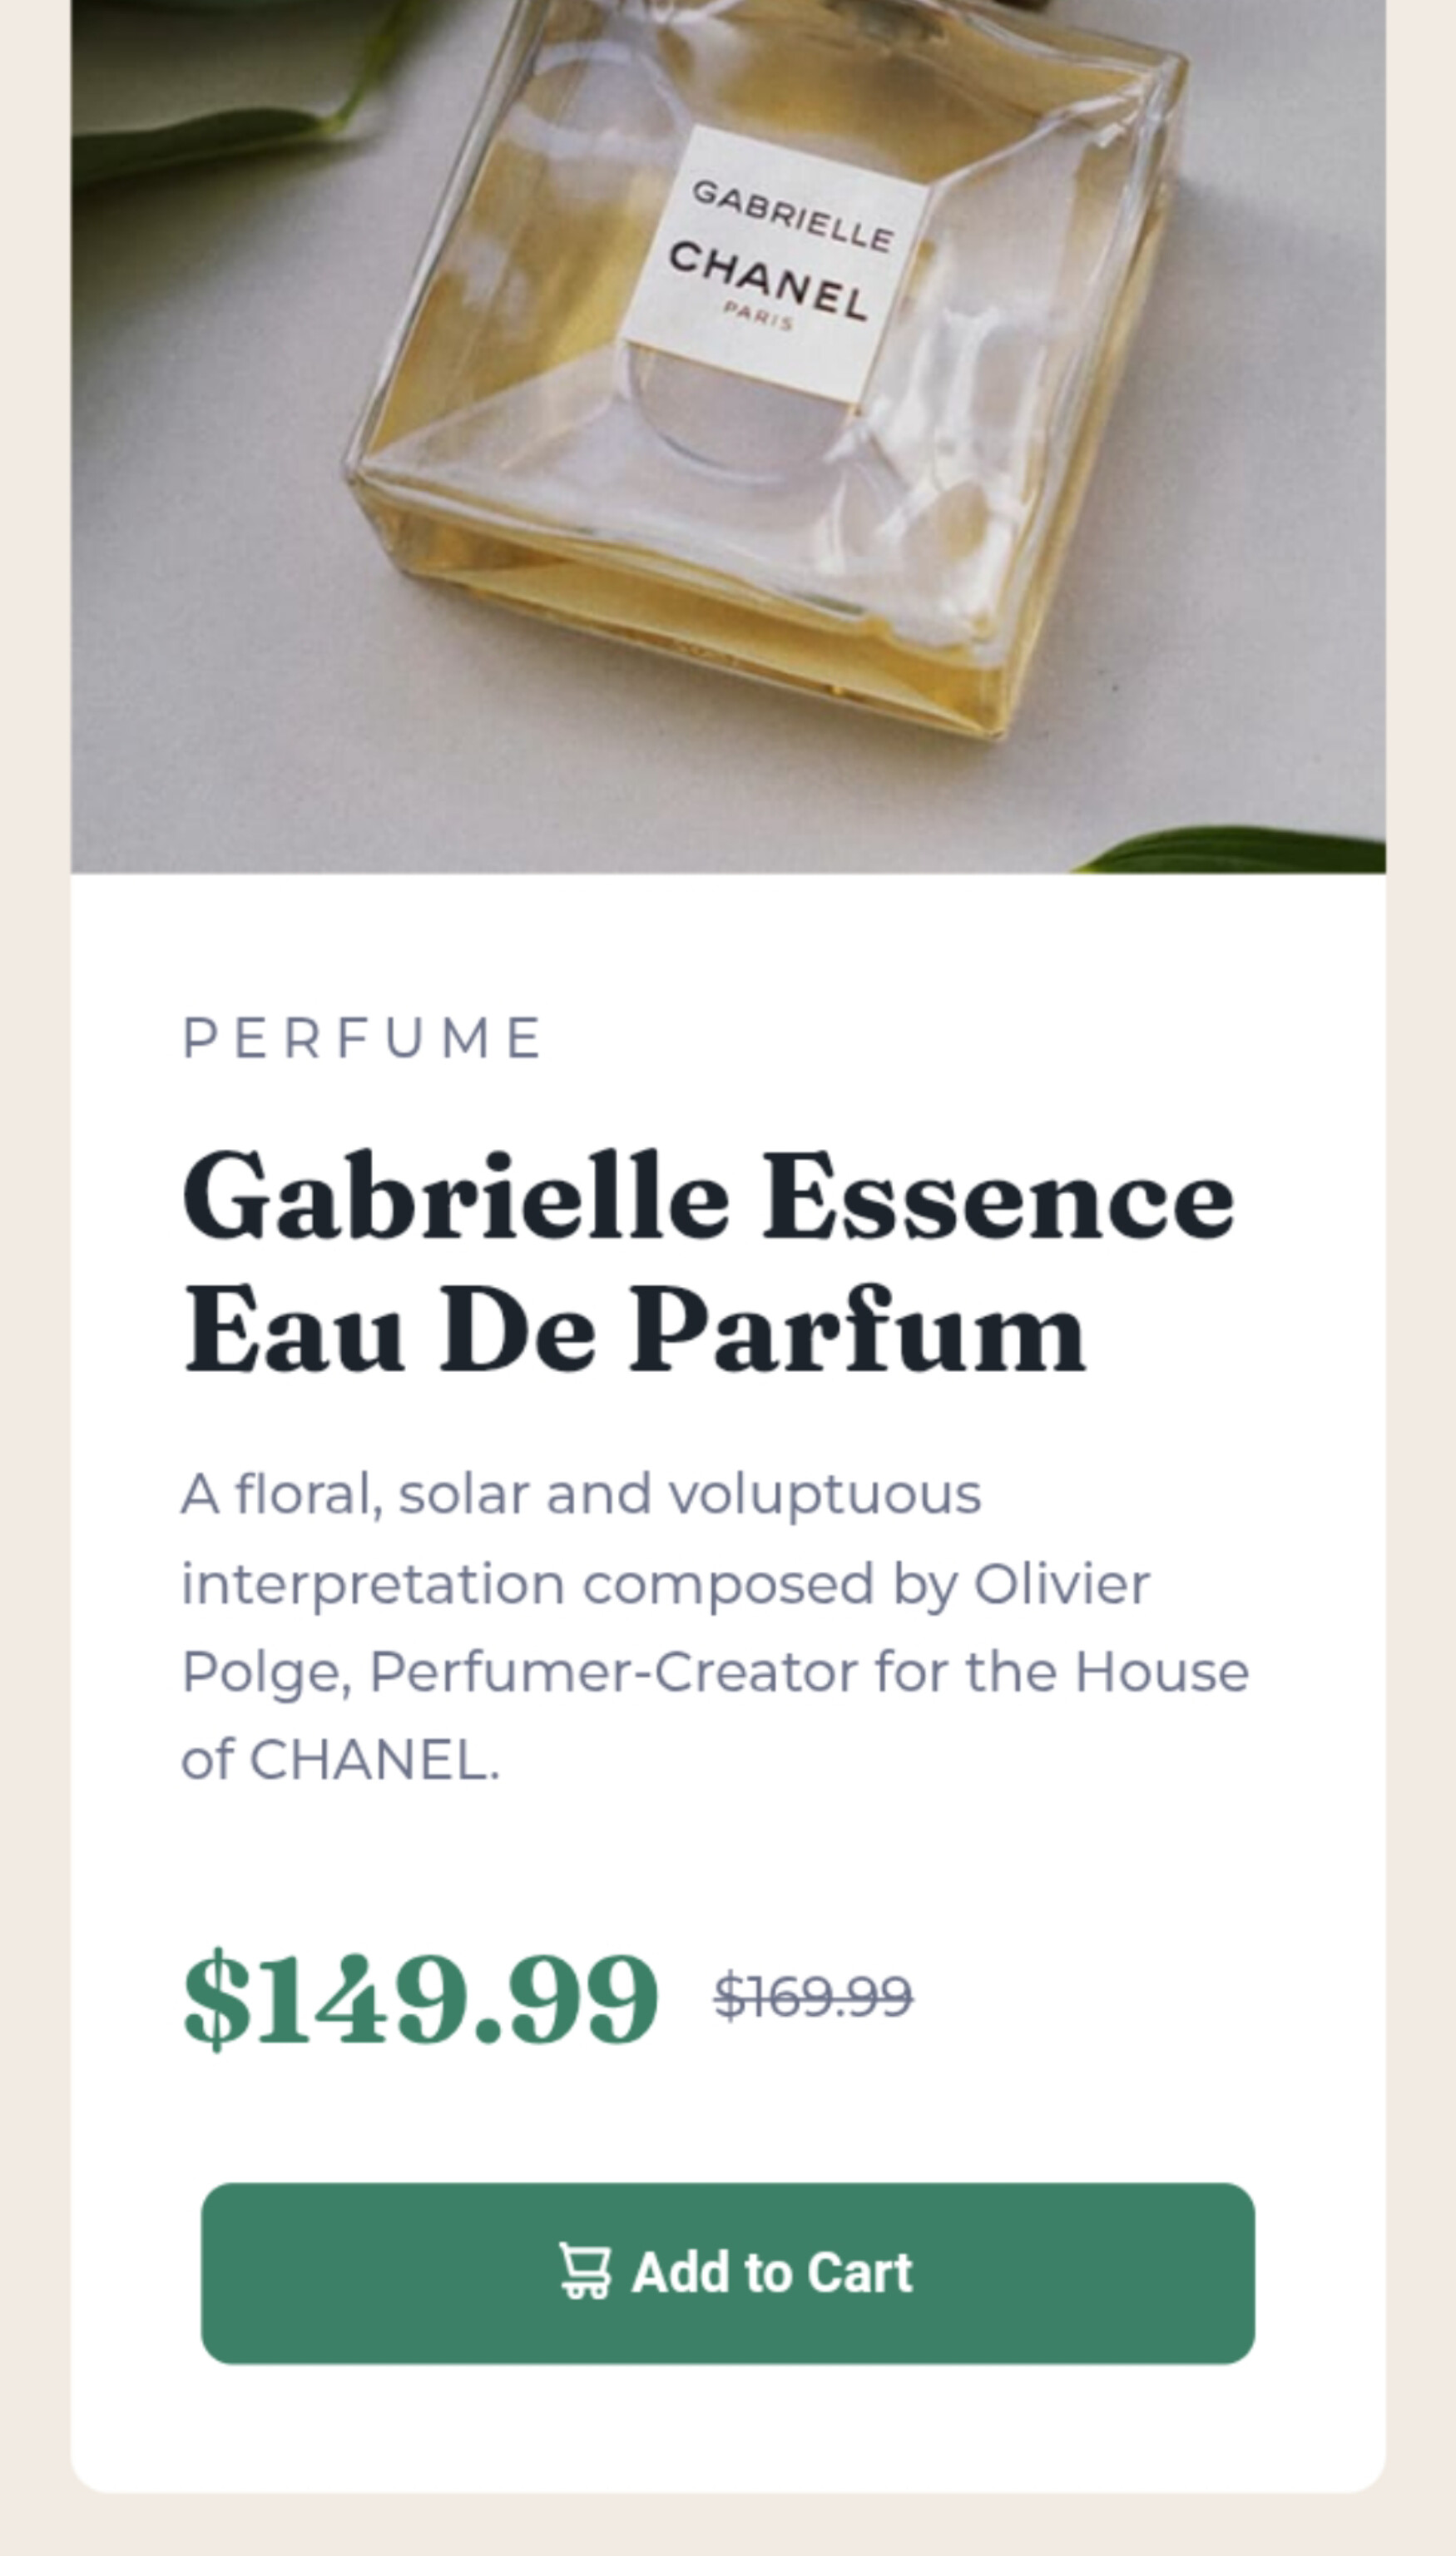 GABRIELLE
CHANEL
PARIS
PERFUME
Gabrielle Essence
Eau De Parfum
A floral, solar and voluptuous
interpretation composed by Olivier
Polge, Perfumer-Creator for the House
of CHANEL.
$149.99 $169.99
Add to Cart